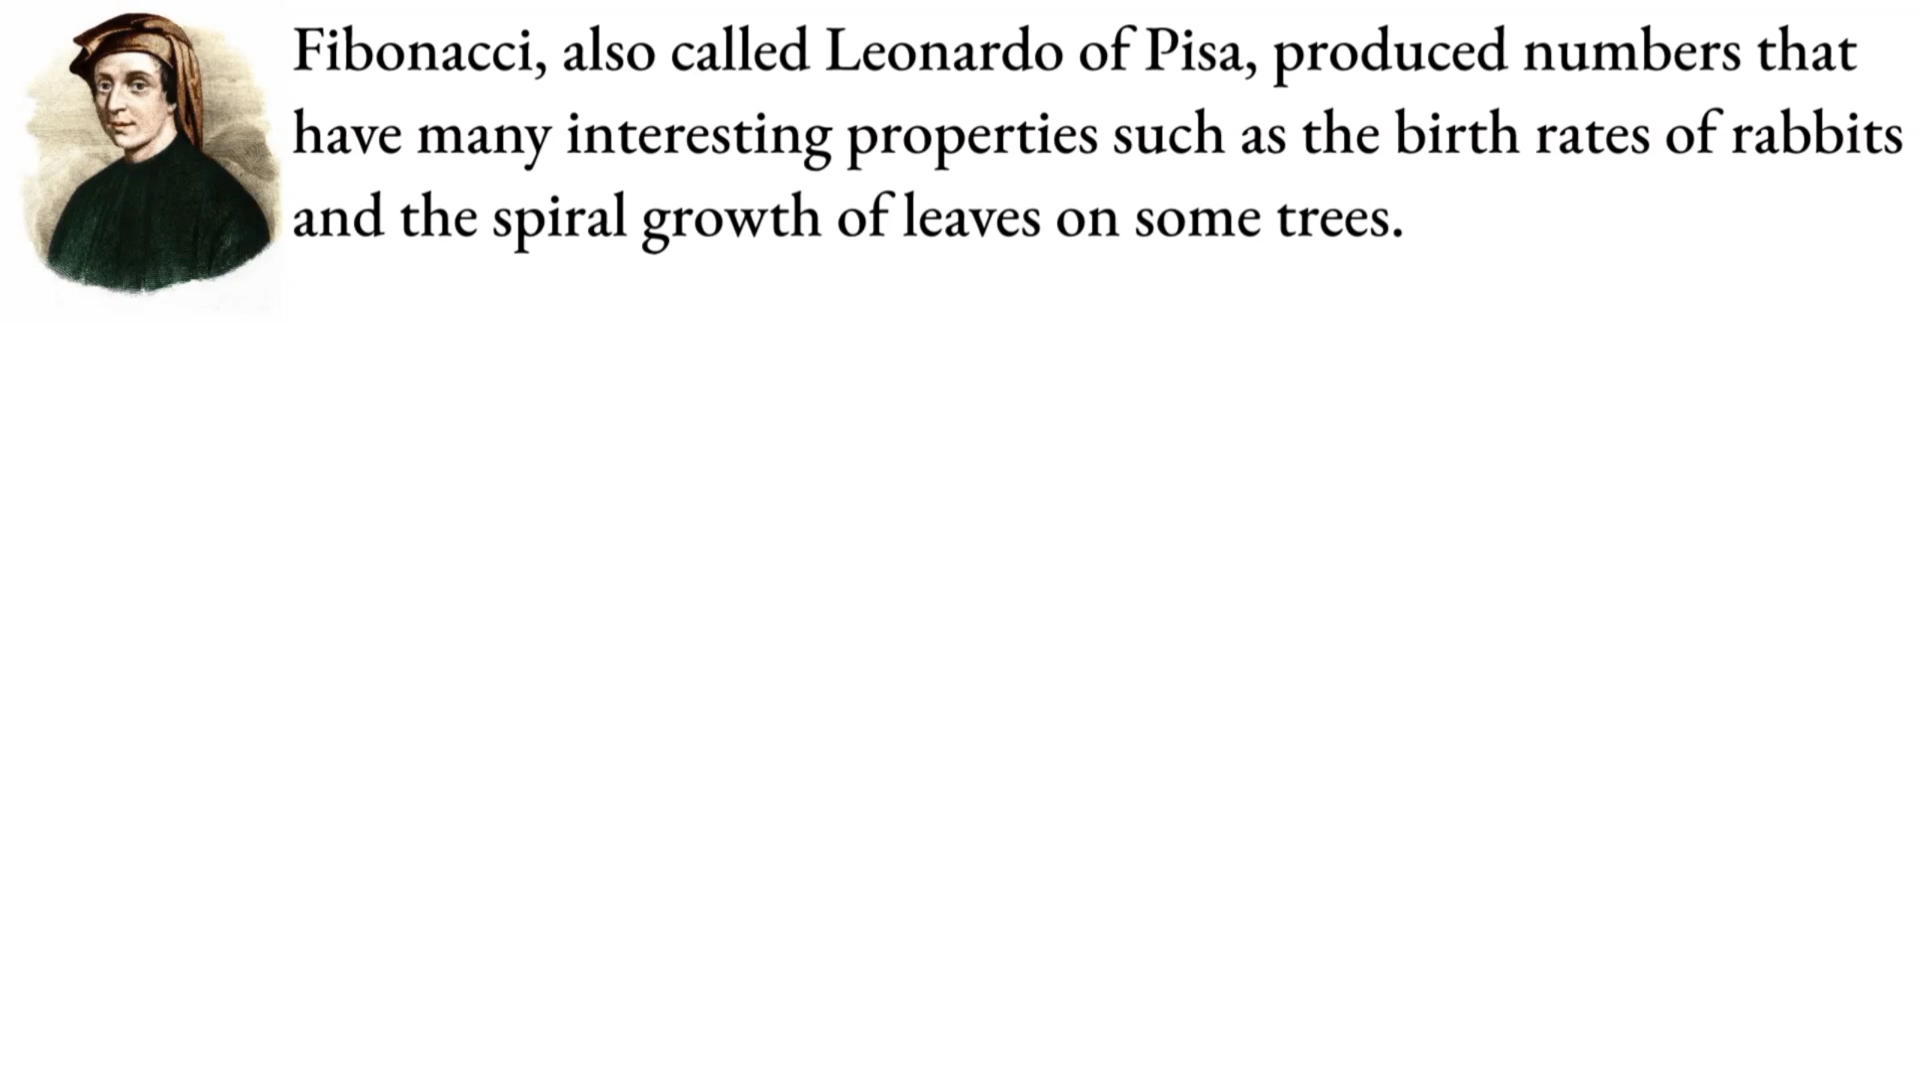 Fibonacci, also called Leonardo of Pisa, produced numbers that
have many interesting properties such as the birth rates of rabbits
and the spiral growth of leaves on some trees.